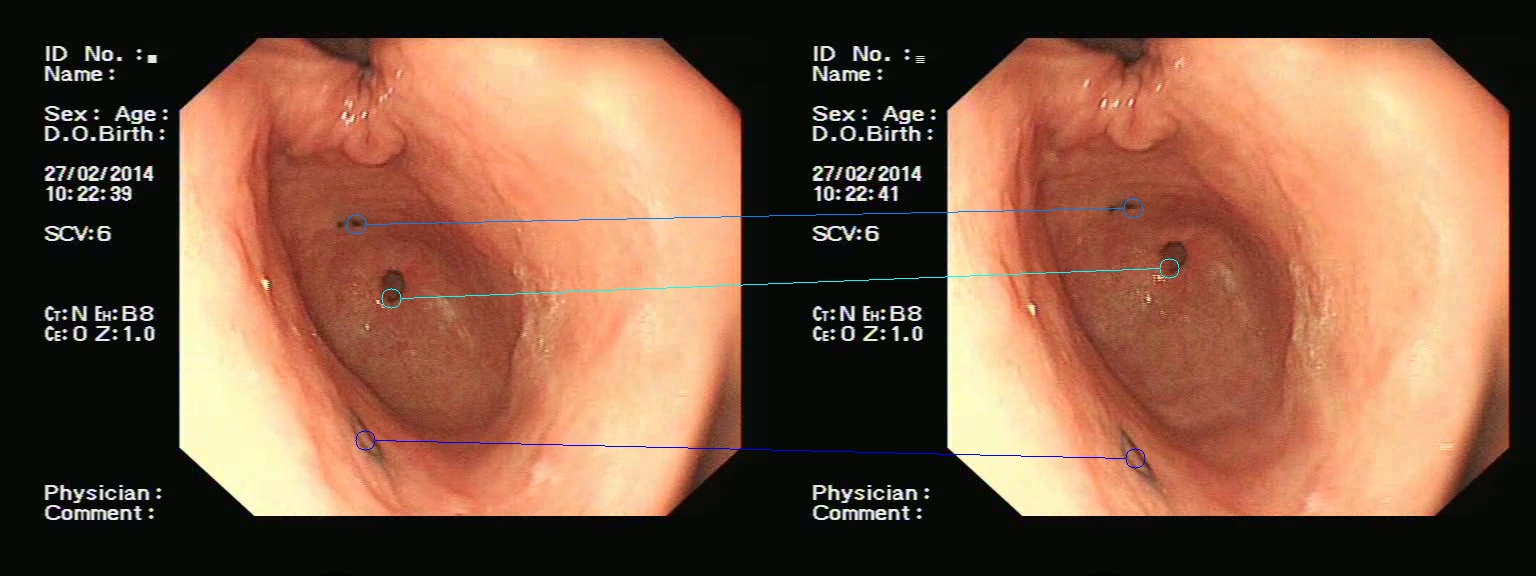 ID No. :
Name:
Sex: Age:
D.O.Birth:
27/02/2014
10:22:39
SCV:6
CT:N EH:B8
CE:0 Z:1.0
Physician:
Comment:
ID No. :
Name:
Sex: Age:
D.O.Birth:
27/02/2014
10:22:41
SCV:6
CT:N EH:B8
CE:0 Z:1.0
Physician:
Comment: